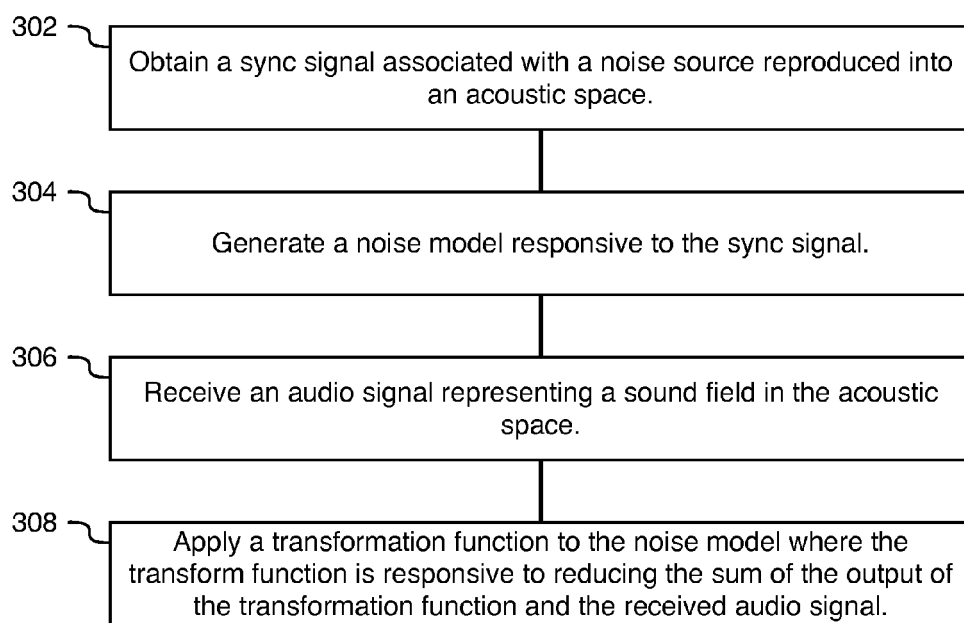 302
Obtain a sync signal associated with a noise source reproduced into
an acoustic space.
304
Generate a noise model responsive to the sync signal.
306
Receive an audio signal representing a sound field in the acoustic
space.
308
Apply a transformation function to the noise model where the
transform function is responsive to reducing the sum of the output of
the transformation function and the received audio signal.